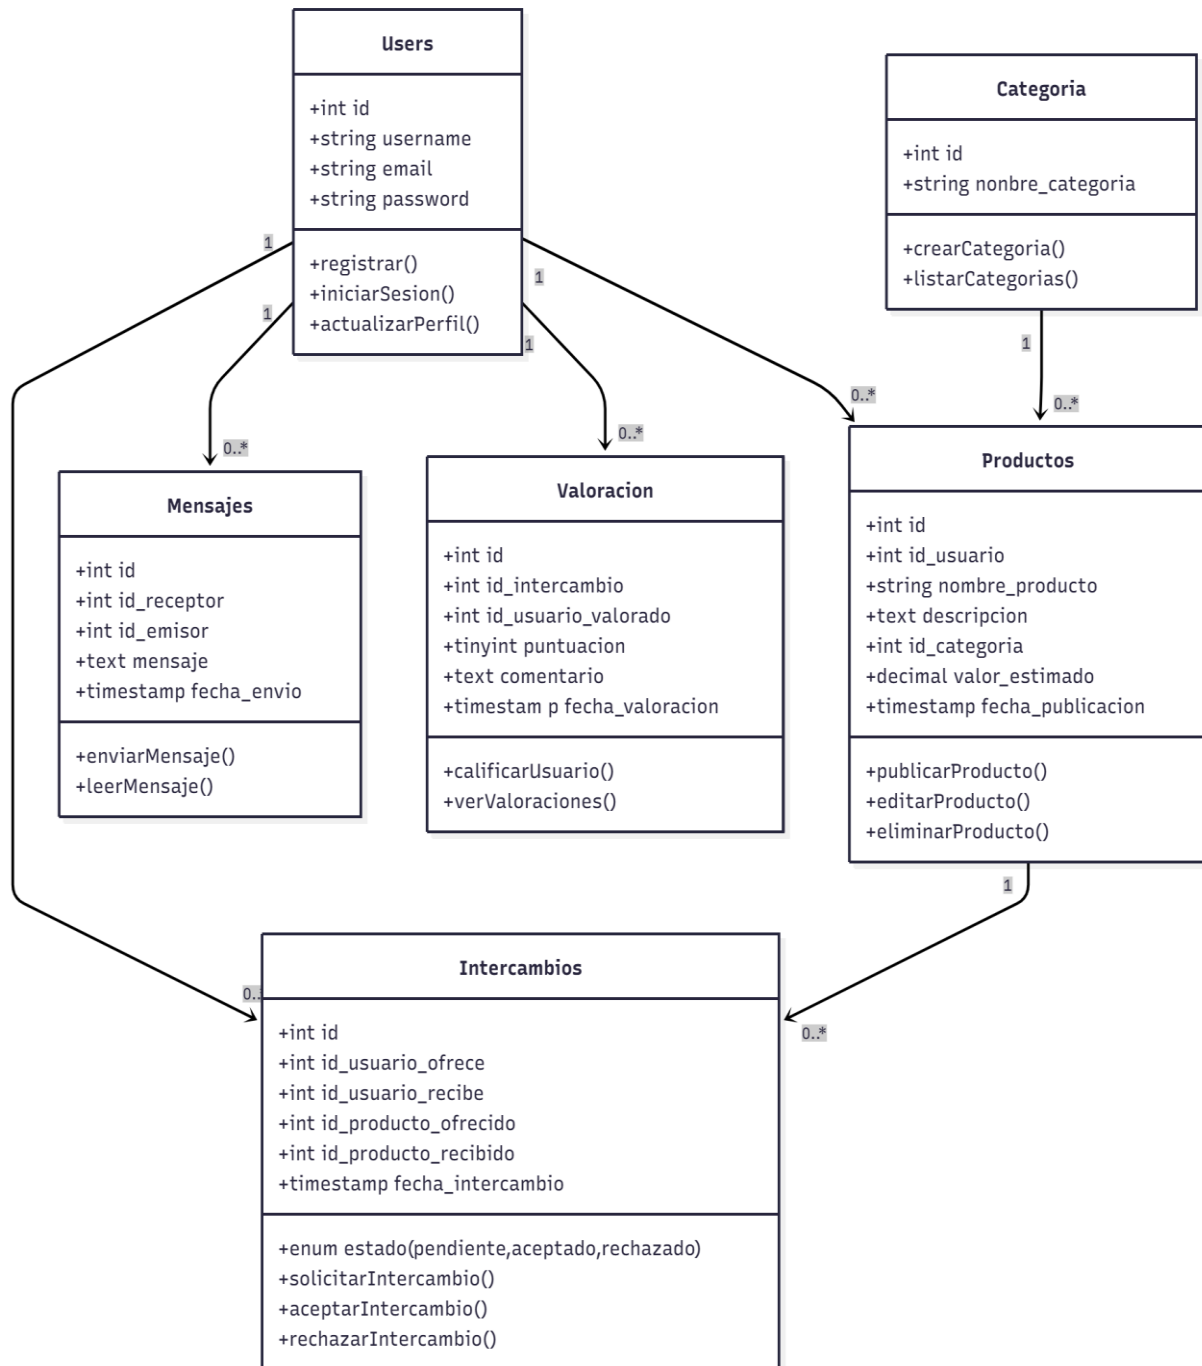 Users
+int id
+string username
+string email
+string password
+registrar()
+iniciarSesion()
+actualizarPerfil()
Categoria
+int id
+string nonbre_categoria
+crearCategoria()
+listarCategorias()
1
1
1
1
1
0..*
0..*
0..*
0..*
Mensajes
+int id
+int id_receptor
+int id_emisor
+text mensaje
+timestamp fecha_envio
+enviarMensaje()
+leerMensaje()
Valoracion
+int id
+int id_intercambio
+int id_usuario_valorado
+tinyint puntuacion
+text comentario
+timestam p fecha_valoracion
+calificarUsuario()
+verValoraciones()
Productos
+int id
+int id_usuario
+string nombre_producto
+text descripcion
+int id_categoria
+decimal valor_estimado
+timestamp fecha_publicacion
+publicarProducto()
+editarProducto()
+eliminarProducto()
1
0..
0..*
Intercambios
+int id
+int id_usuario_ofrece
+int id_usuario_recibe
+int id_producto_ofrecido
+int id_producto_recibido
+timestamp fecha_intercambio
+enum estado(pendiente,aceptado,rechazado)
+solicitarIntercambio()
+aceptarIntercambio()
+rechazarIntercambio()